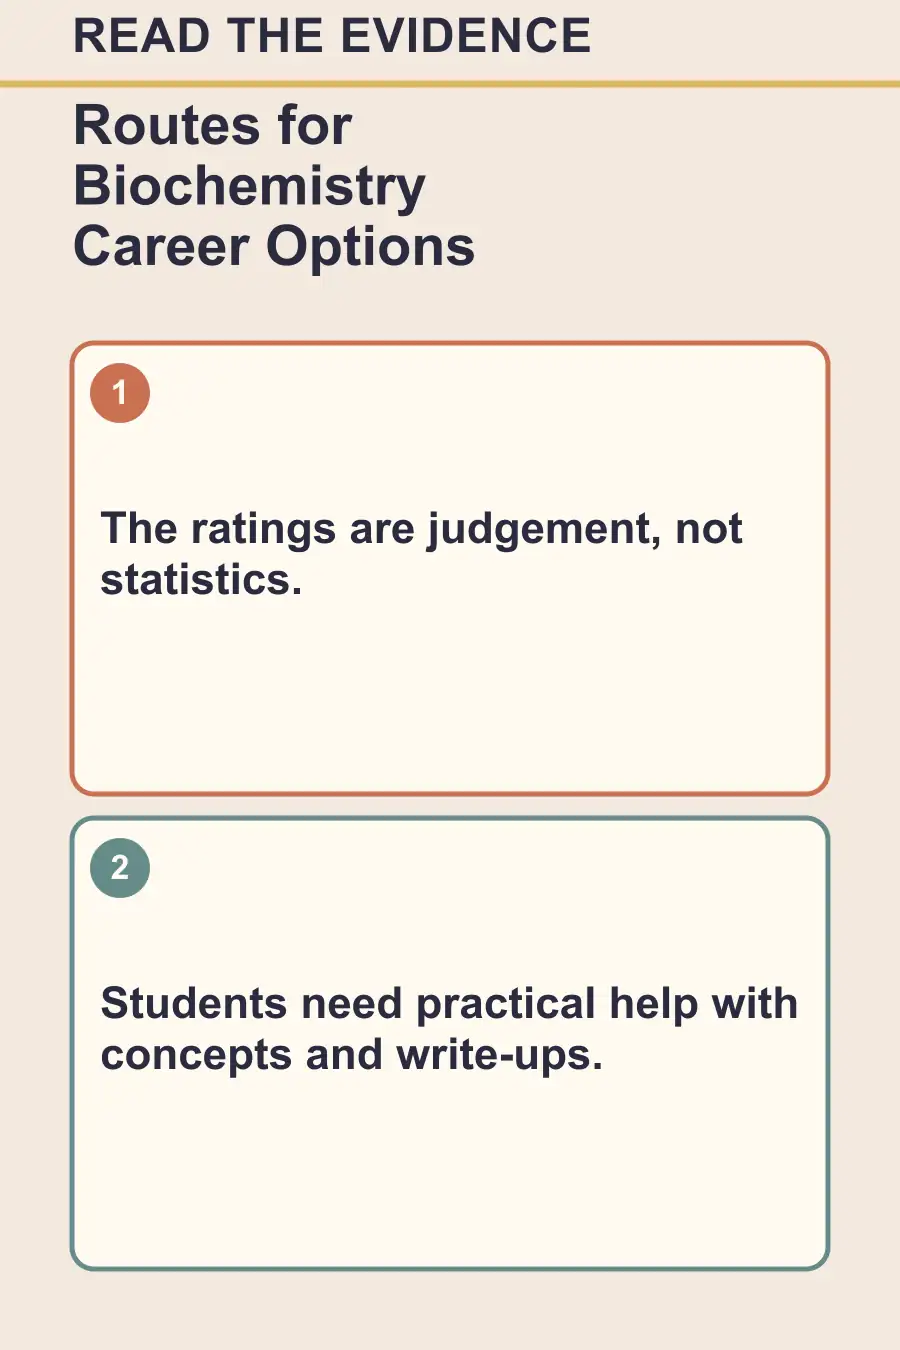 READ THE EVIDENCE
Routes for
Biochemistry
Career Options
1
The ratings are judgement, not
statistics.
2
Students need practical help with
concepts and write-ups.